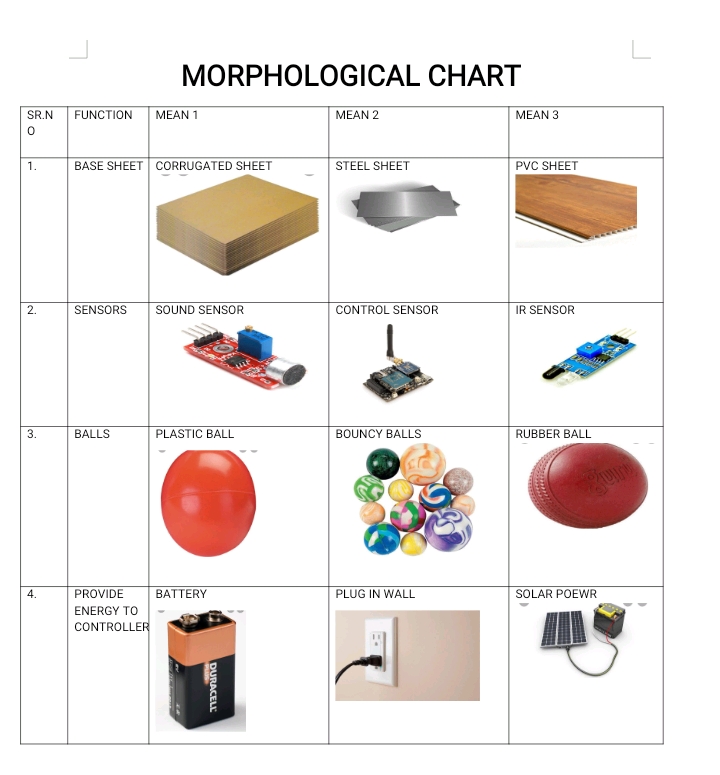 MORPHOLOGICAL CHART
SR.N
O
FUNCTION
MEAN 1
MEAN 2
MEAN 3
1.
BASE SHEET
CORRUGATED SHEET
STEEL SHEET
PVC SHEET
2.
SENSORS
SOUND SENSOR
CONTROL SENSOR
IR SENSOR
3.
BALLS
PLASTIC BALL
BOUNCY BALLS
RUBBER BALL
4.
PROVIDE
ENERGY TO
CONTROLLER
BATTERY
DURACELL
PLUG IN WALL
SOLAR POEWR